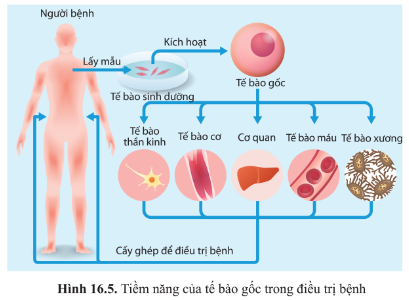 Người bệnh
Kích hoạt
Lấy mẫu
Tế bào sinh dưỡng
Tế bào gốc
Tế bào
thần kinh
Tế bào cơ
Cơ quan
Tế bào máu
Tế bào xương
Cấy ghép để điều trị bệnh
Hình 16.5. Tiềm năng của tế bào gốc trong điều trị bệnh